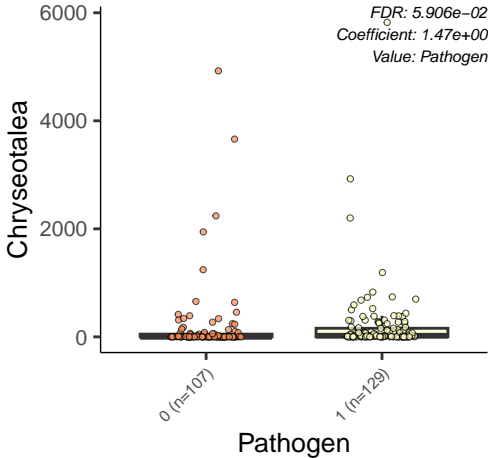 FDR: 5.906e−02
Coefficient: 1.47e+00
Value: Pathogen
Chryseotalea
6000
4000
2000
0
0 (n=107)
1 (n=129)
Pathogen